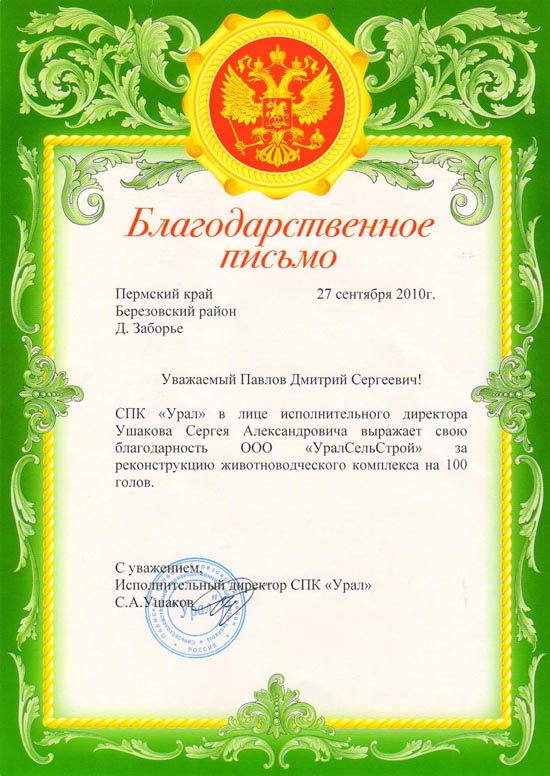 Благодарственное
письмо
Пермский край 27 сентября 2010г.
Березовский район
Д. Заборье
Уважаемый Павлов Дмитрий Сергеевич!
СПК «Урал» в лице исполнительного директора
Ушакова Сергея Александровича выражает свою
благодарность ООО «УралСельСтрой» за
реконструкцию животноводческого комплекса на 100
голов.
С уважением,
Исполнительный директор СПК «Урал»
С.А.Ушаков
"Урал"
РОССИЯ